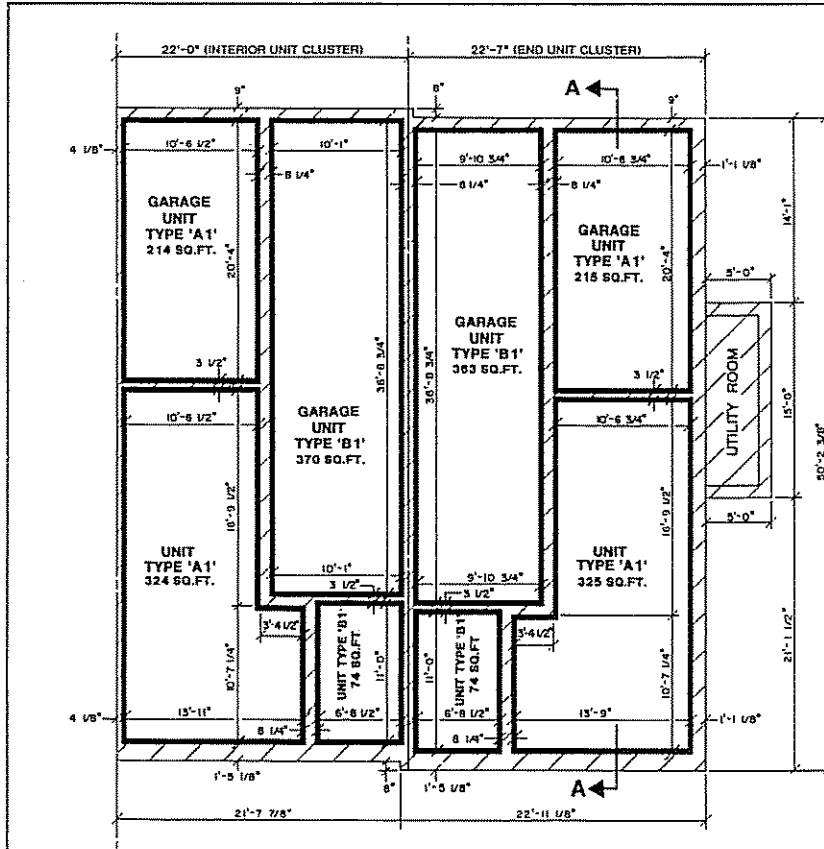 22'-0" (INTERIOR UNIT CLUSTER)
22'-7" (END UNIT CLUSTER)
9"
8"
A
9"
4 1/8"
10'-6 1/2"
10'-1"
9'-10 3/4"
10'-6 3/4"
1'-1 1/8"
8 1/4"
8 1/4"
8 1/4"
GARAGE
UNIT
TYPE 'A1'
214 SQ.FT.
20'-4"
GARAGE
UNIT
TYPE 'A1'
215 SQ.FT.
20'-4"
14'-1"
5'-0"
GARAGE
UNIT
TYPE 'B1'
363 SQ.FT.
36'-8 3/4"
36'-8 3/4"
3 1/2"
3 1/2"
10'-6 1/2"
10'-6 3/4"
GARAGE
UNIT
TYPE 'B1'
370 SQ.FT.
UTILITY ROOM
15'-0"
50'-2 3/8"
16'-9 1/2"
16'-9 1/2"
5'-0"
UNIT
TYPE 'A1'
324 SQ.FT.
UNIT
TYPE 'A1'
325 SQ.FT.
10'-1"
9'-10 3/4"
3 1/2"
3 1/2"
3'-4 1/2"
3'-4 1/2"
UNIT TYPE 'B1'
74 SQ.FT.
11'-0"
11'-0"
UNIT TYPE 'B1'
74 SQ.FT
10'-7 1/4"
10'-7 1/4"
21'-1 1/2"
4 1/8"
13'-11"
6'-8 1/2"
6'-8 1/2"
13'-9"
1'-1 1/8"
8 1/4"
8 1/4"
1'-5 1/8"
8"
1'-5 1/8"
A
21'-7 7/8"
22'-11 1/8"